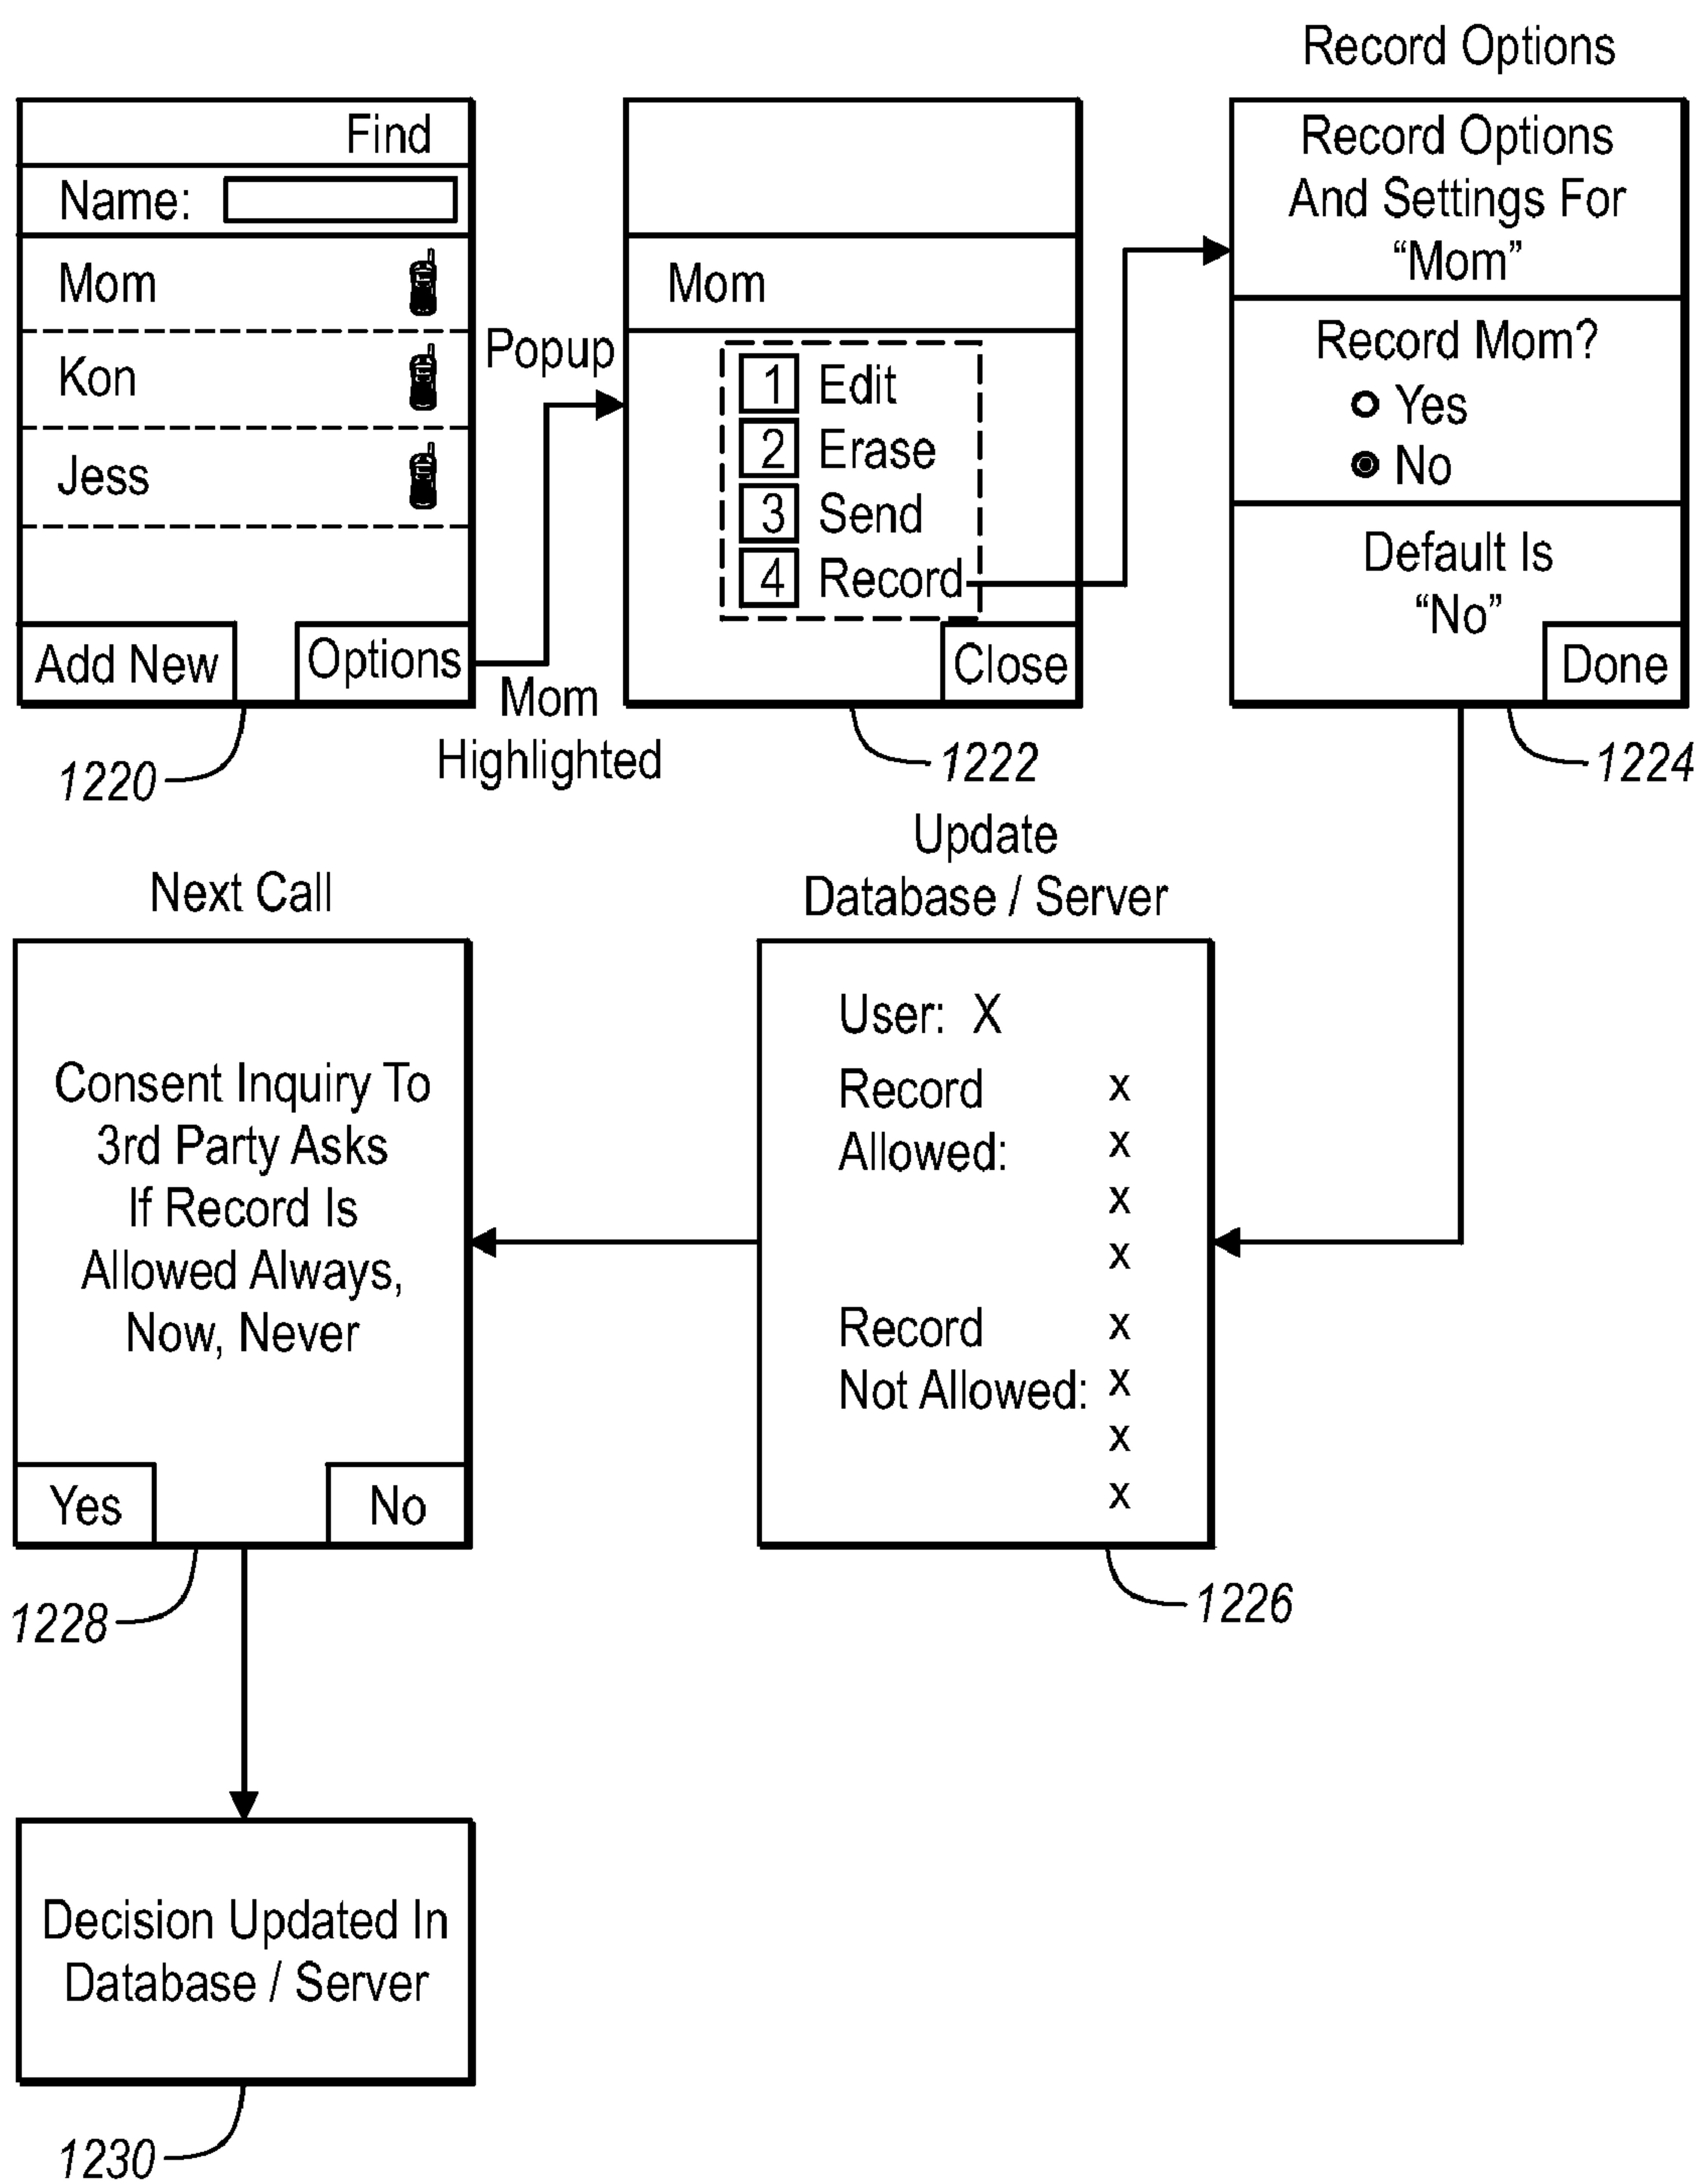 Find
Name:
Mom
Kon
Jess
Add New
Options
1220
Popup
Mom
Highlighted
Mom
1 Edit
2 Erase
3 Send
4 Record
Close
1222
Record Options
Record Options
And Settings For
“Mom”
Record Mom?
Yes
No
Default Is
“No”
Done
1224
Update
Database / Server
User: X
Record x
Allowed: x
x
x
Record x
Not Allowed: x
x
x
1226
Next Call
Consent Inquiry To
3rd Party Asks
If Record Is
Allowed Always,
Now, Never
Yes
No
1228
Decision Updated In
Database / Server
1230